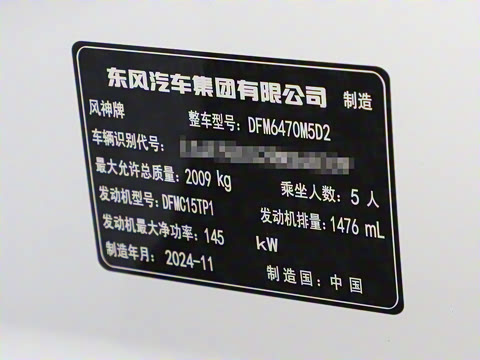 东风汽车集团有限公司 制造
风神牌 整车型号: DFM6470M5D2
车辆识别代号:
最大允许总质量: 2009 kg 乘坐人数: 5 人
发动机型号: DFMC15TP1 发动机排量: 1476 mL
发动机最大净功率: 145 kW
制造年月: 2024-11 制造国: 中国